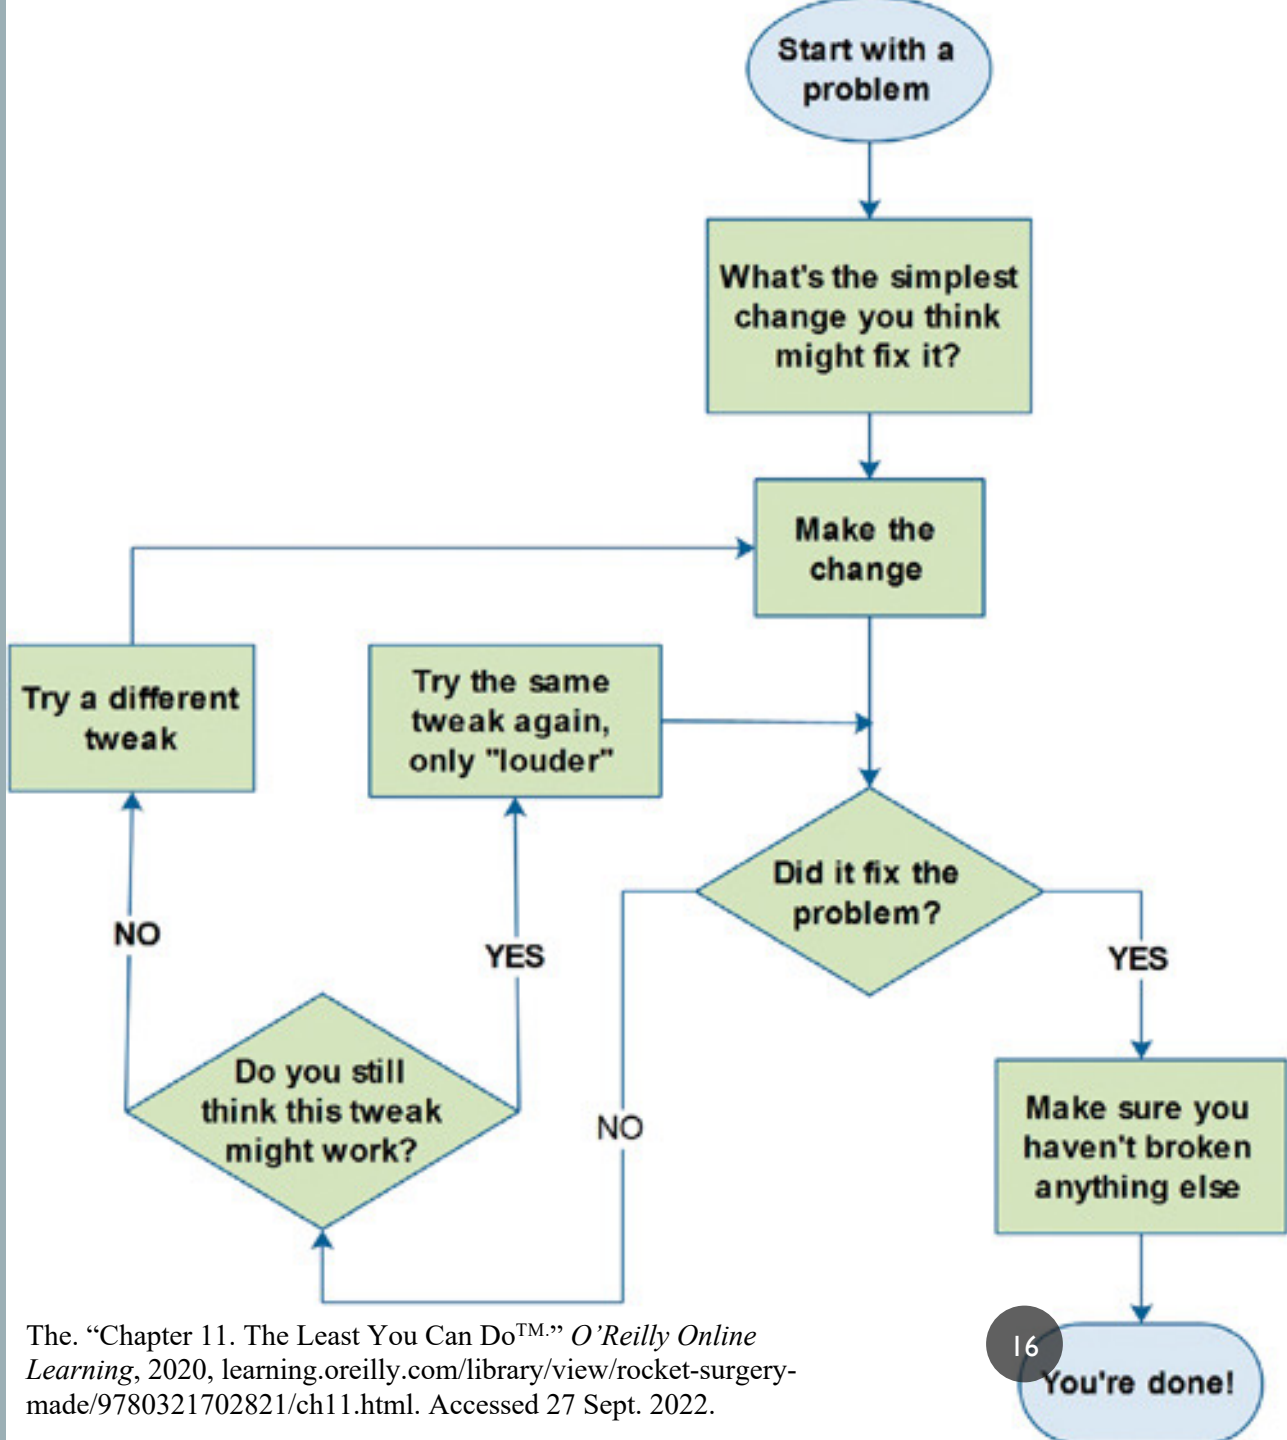 Start with a
problem
What's the simplest
change you think
might fix it?
Make the
change
Try a different
tweak
Try the same
tweak again,
only "louder"
Did it fix the
problem?
NO
YES
YES
Do you still
think this tweak
might work?
NO
Make sure you
haven't broken
anything else
The. “Chapter 11. The Least You Can Do™.” O’Reilly Online
Learning, 2020, learning.oreilly.com/library/view/rocket-surgery-
made/9780321702821/ch11.html. Accessed 27 Sept. 2022.
16
You're done!